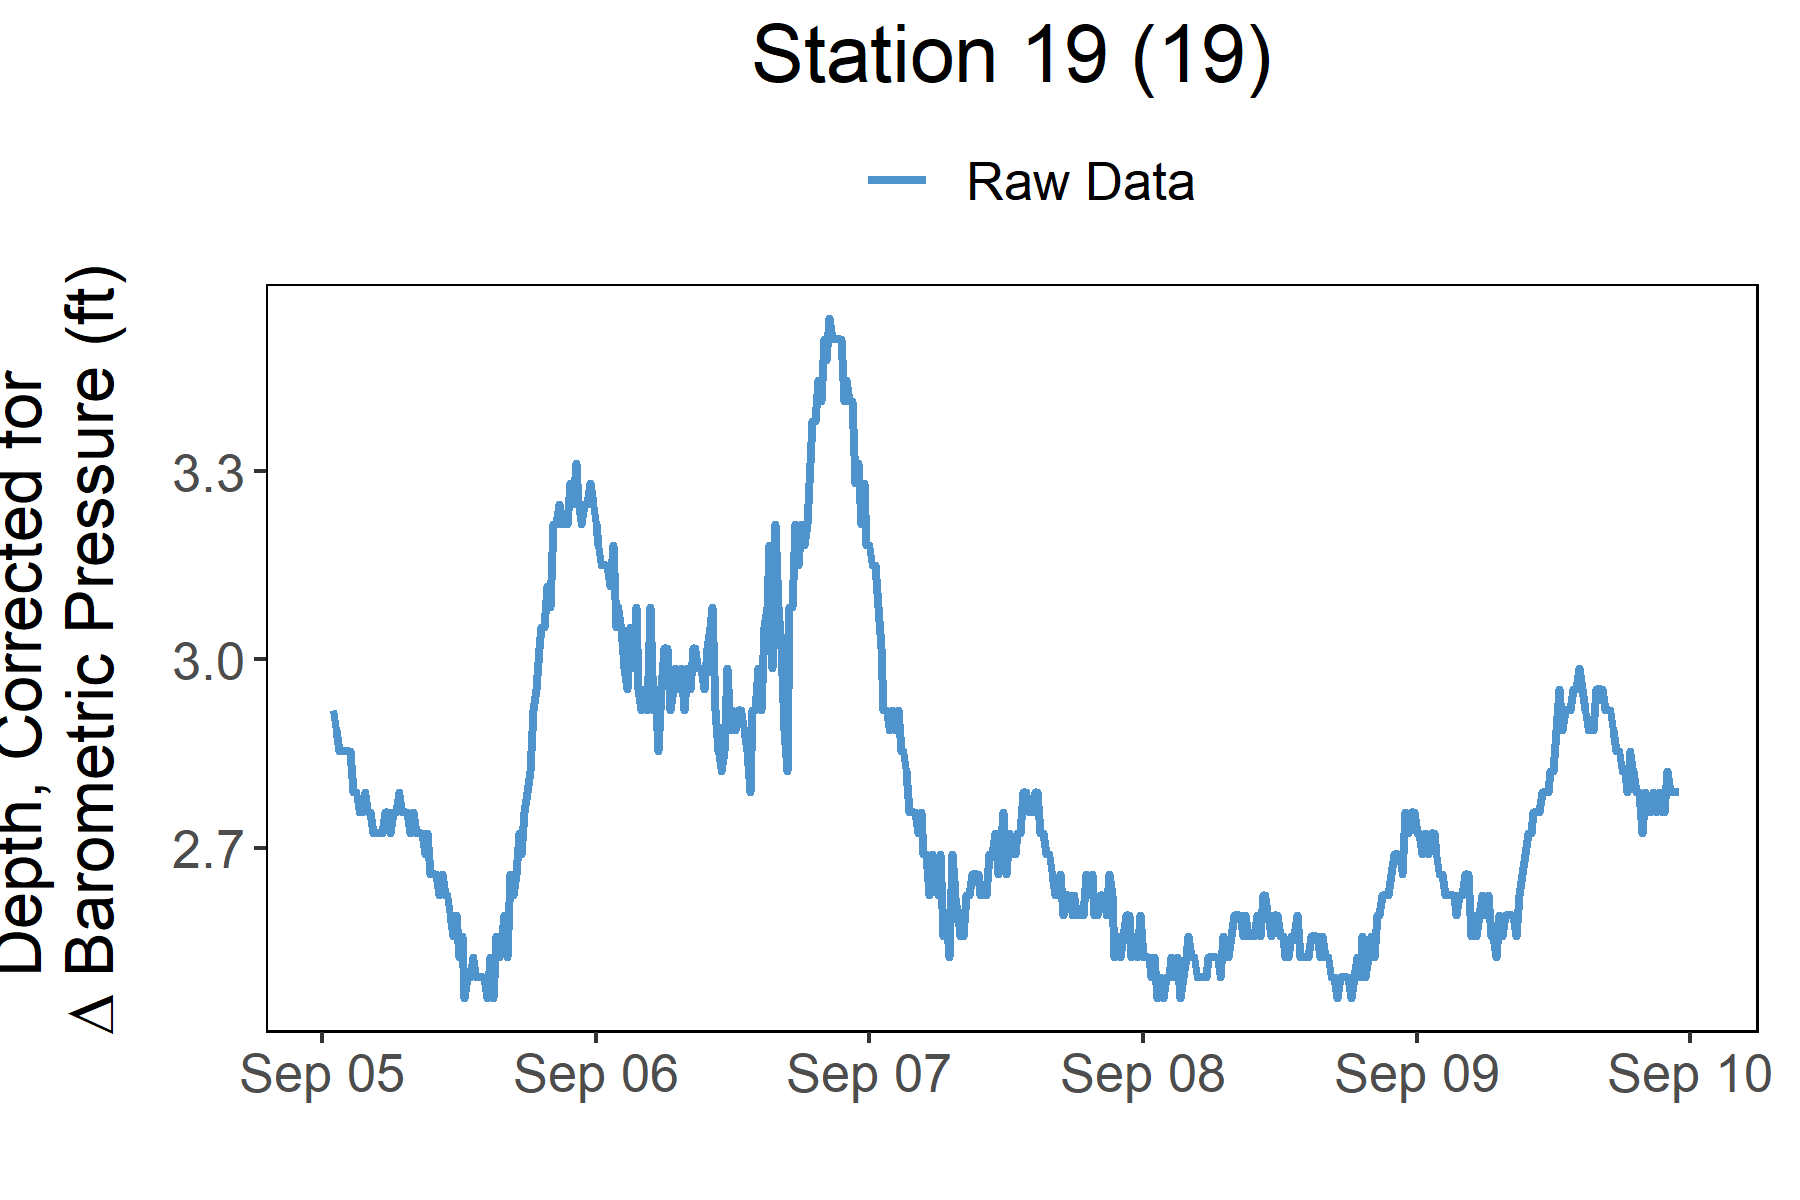 Station 19 (19)
Raw Data
Depth, Corrected for
Δ Barometric Pressure (ft)
3.3
3.0
2.7
Sep 05
Sep 06
Sep 07
Sep 08
Sep 09
Sep 10